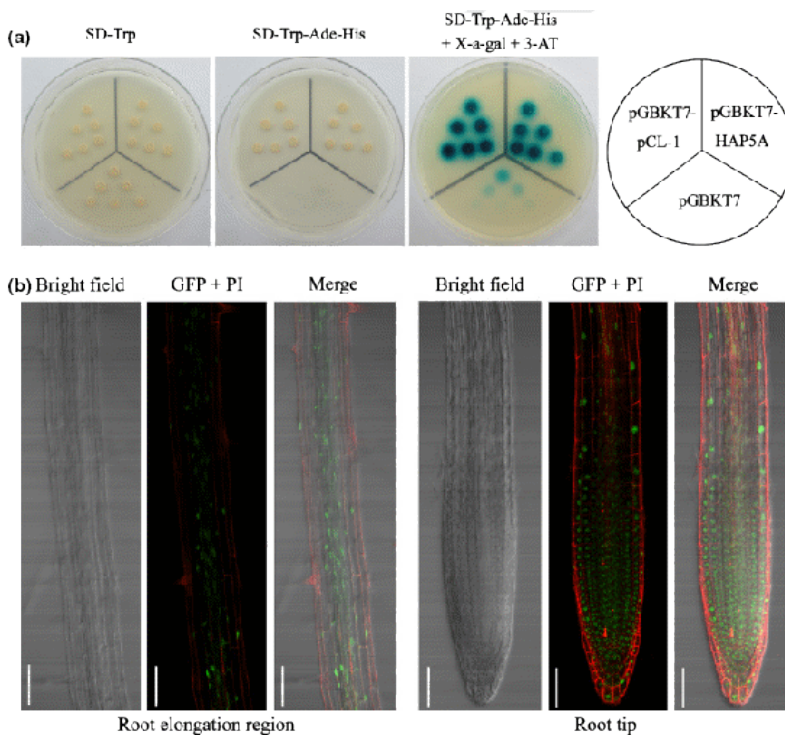 (a)
SD-Trp
SD-Trp-Ade-His
SD-Trp-Ade-His
+ X-a-gal + 3-AT
pGBKT7-
pCL-1
pGBKT7-
HAP5A
pGBKT7
(b)
Bright field
GFP + PI
Merge
Bright field
GFP + PI
Merge
Root elongation region
Root tip